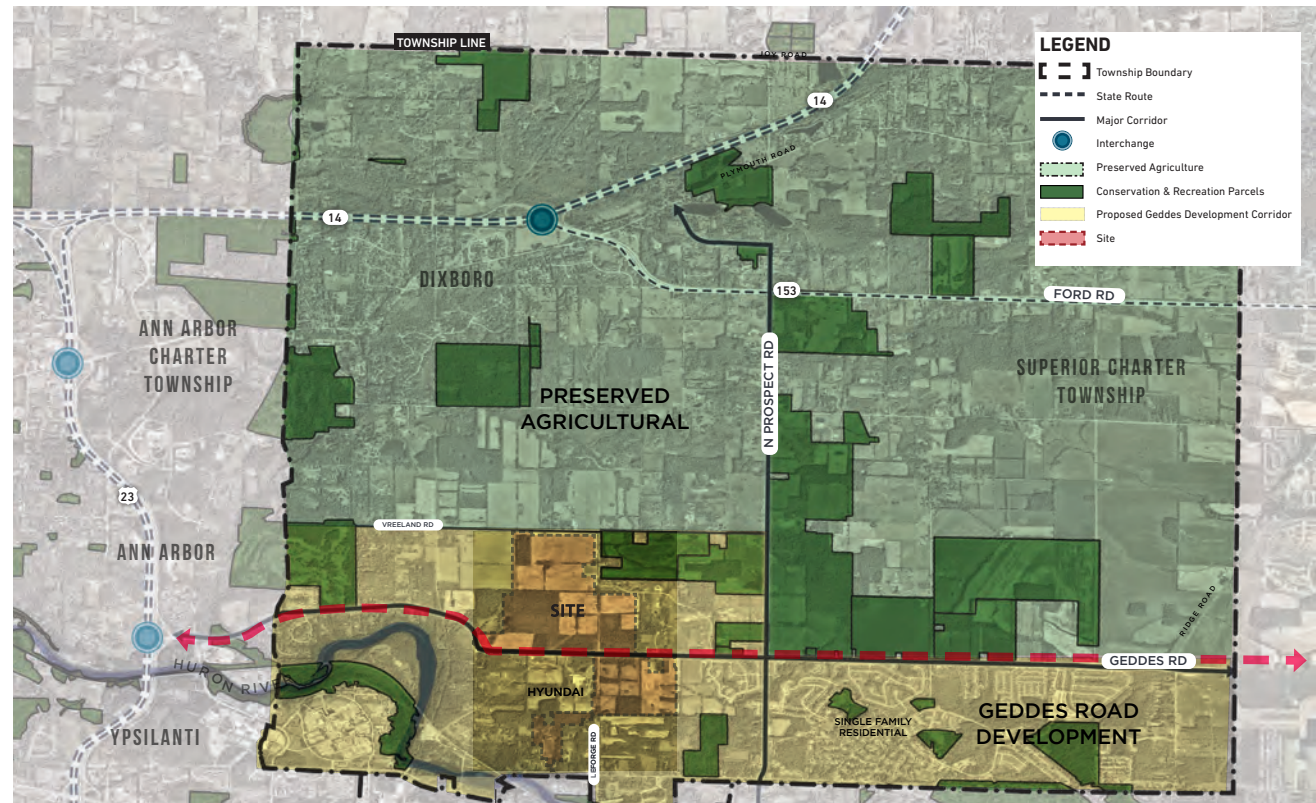 TOWNSHIP LINE
JOY ROAD
LEGEND
Township Boundary
State Route
Major Corridor
Interchange
Preserved Agriculture
Conservation & Recreation Parcels
Proposed Geddes Development Corridor
Site
14
PLYMOUTH ROAD
14
DIXBORO
153
FORD RD
ANN ARBOR
CHARTER
TOWNSHIP
SUPERIOR CHARTER
TOWNSHIP
PRESERVED
AGRICULTURAL
N PROSPECT RD
23
VREELAND RD
ANN ARBOR
SITE
RIDGE ROAD
HURON RIVER
GEDDES RD
HYUNDAI
SINGLE FAMILY
RESIDENTIAL
GEDDES ROAD
DEVELOPMENT
YPSILANTI
LEFORGE RD